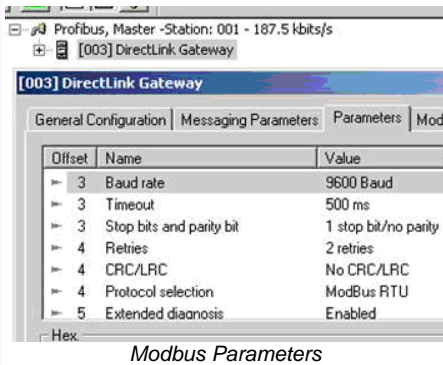 Profibus, Master -Station: 001 - 187.5 kbits/s
[003] DirectLink Gateway
[003] DirectLink Gateway
General Configuration Messaging Parameters Parameters Mod
Offset Name Value
3 Baud rate 9600 Baud
3 Timeout 500 ms
3 Stop bits and parity bit 1 stop bit/no parity
4 Retries 2 retries
4 CRC/LRC No CRC/LRC
4 Protocol selection ModBus RTU
5 Extended diagnosis Enabled
Hex
Modbus Parameters